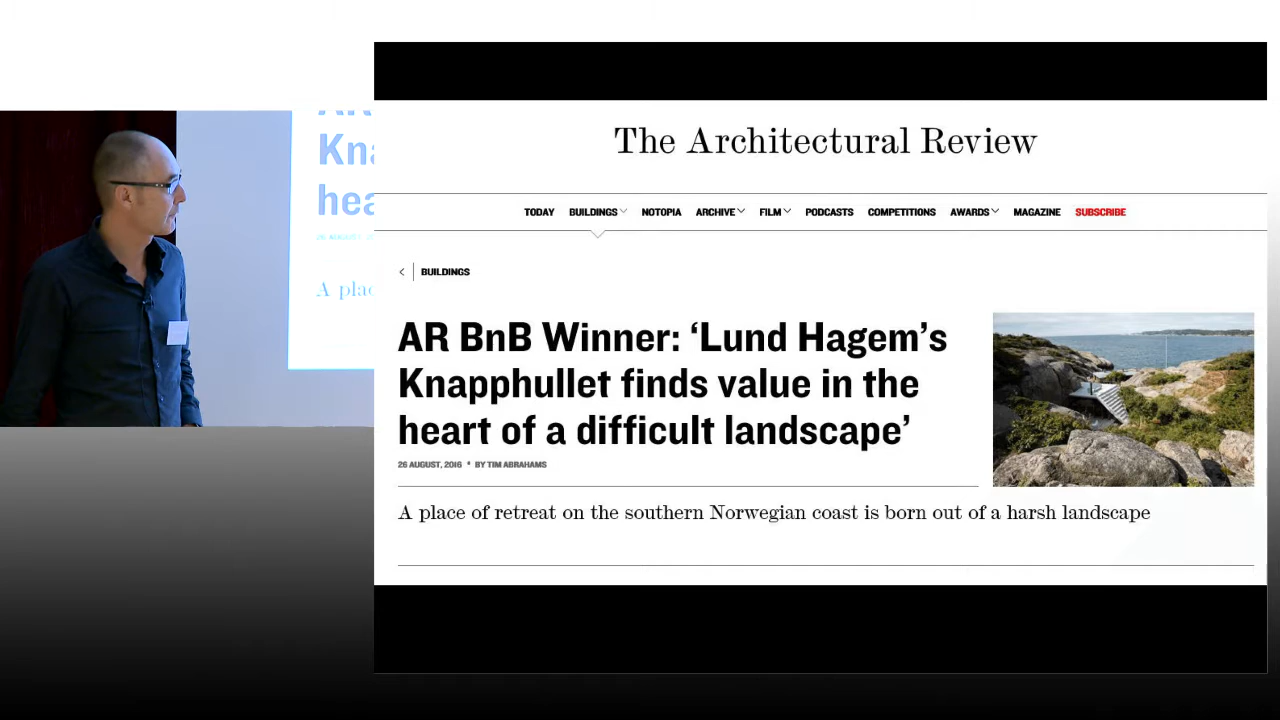 The Architectural Review
TODAY BUILDINGS NOTOPIA ARCHIVE FILM PODCASTS COMPETITIONS AWARDS MAGAZINE SUBSCRIBE
< BUILDINGS
AR BnB Winner: ‘Lund Hagem’s
Knapphullet finds value in the
heart of a difficult landscape’
26 AUGUST, 2016 • BY TIM ABRAHAMS
A place of retreat on the southern Norwegian coast is born out of a harsh landscape
Kna
hea
A plac